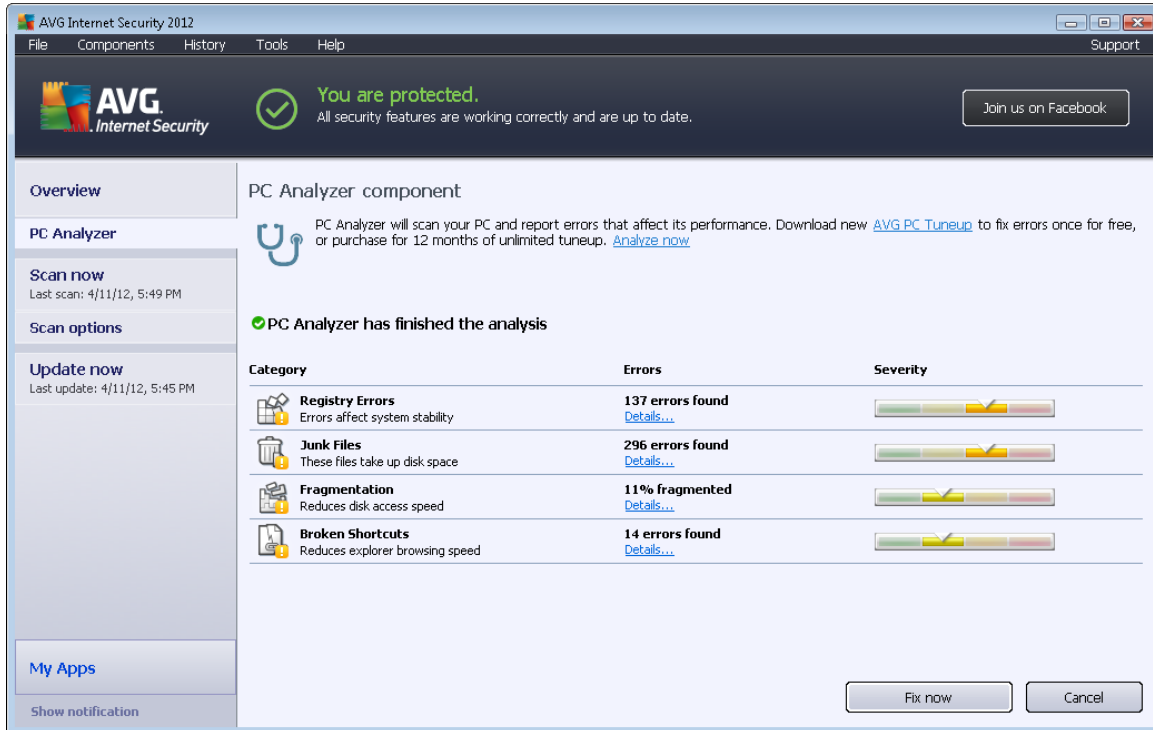 AVG Internet Security 2012
File Components History Tools Help Support
AVG.
Internet Security
You are protected.
All security features are working correctly and are up to date.
Join us on Facebook
Overview
PC Analyzer
Scan now
Last scan: 4/11/12, 5:49 PM
Scan options
Update now
Last update: 4/11/12, 5:45 PM
My Apps
Show notification
PC Analyzer component
PC Analyzer will scan your PC and report errors that affect its performance. Download new AVG PC Tuneup to fix errors once for free,
or purchase for 12 months of unlimited tuneup. Analyze now
PC Analyzer has finished the analysis
Category Errors Severity
Registry Errors 137 errors found
Errors affect system stability Details...
Junk Files 296 errors found
These files take up disk space Details...
Fragmentation 11% fragmented
Reduces disk access speed Details...
Broken Shortcuts 14 errors found
Reduces explorer browsing speed Details...
Fix now Cancel